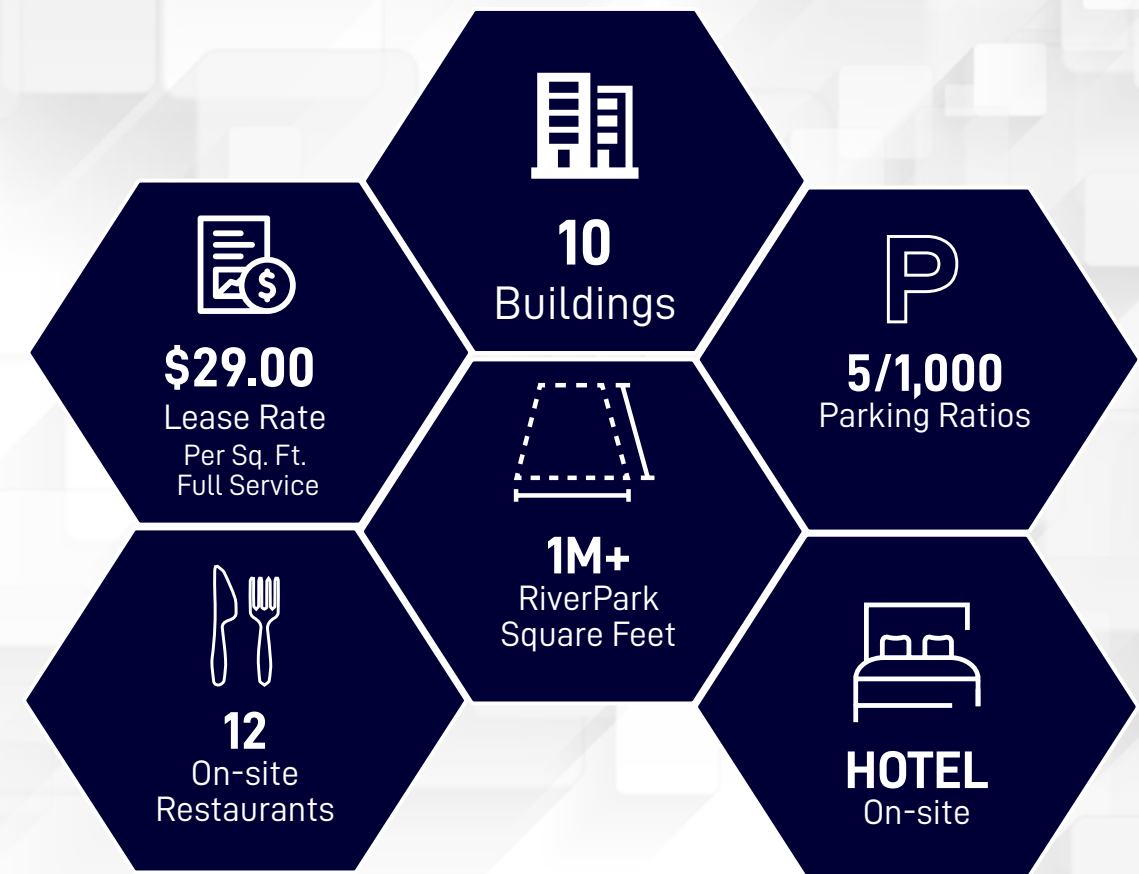 10
Buildings
$29.00
Lease Rate
Per Sq. Ft.
Full Service
P
5/1,000
Parking Ratios
1M+
RiverPark
Square Feet
12
On-site
Restaurants
HOTEL
On-site